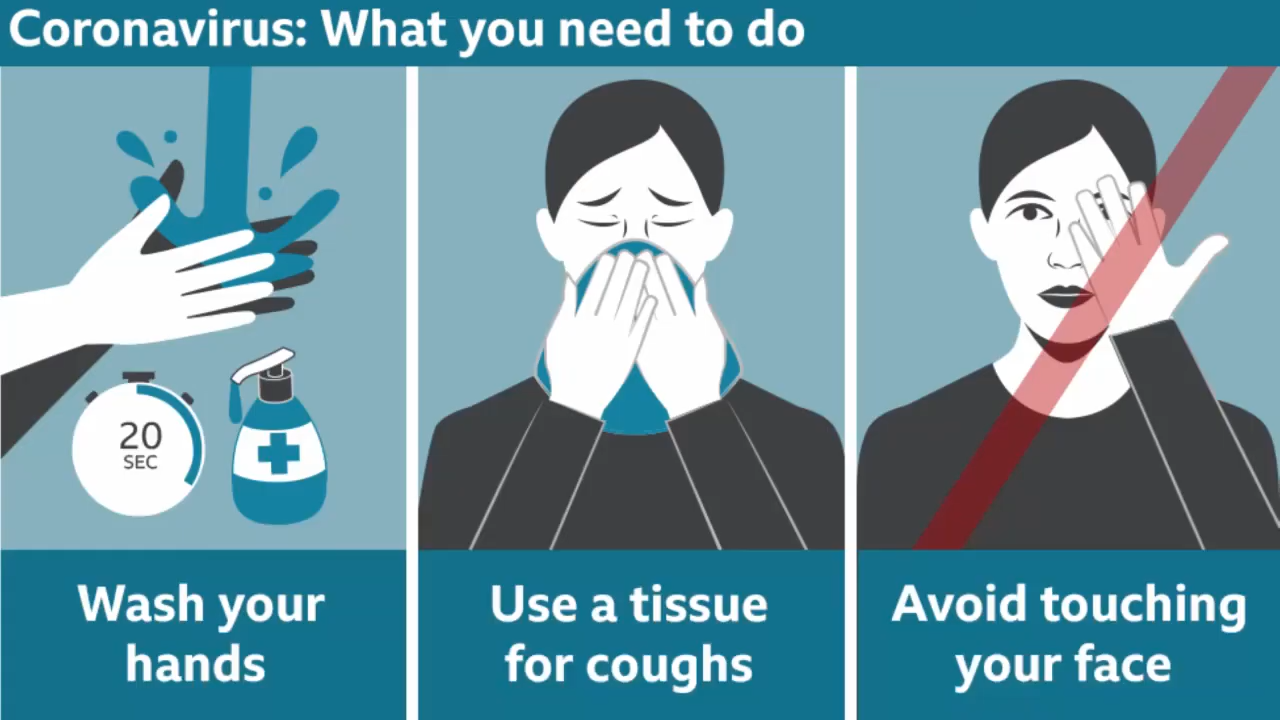 Coronavirus: What you need to do
20
SEC
Wash your
hands
Use a tissue
for coughs
Avoid touching
your face